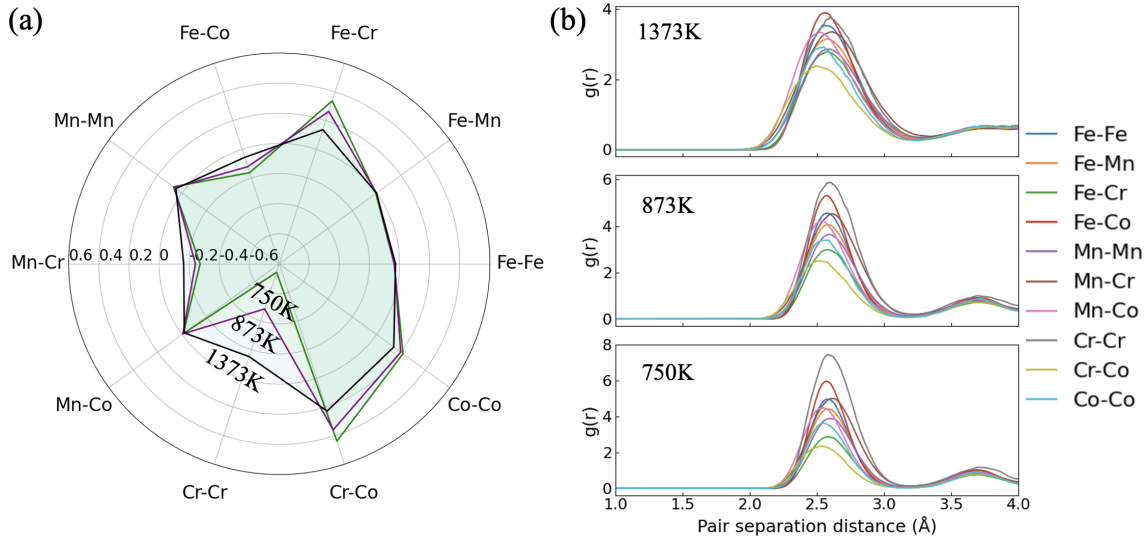 (a)
Fe-Co
Fe-Cr
Mn-Mn
Fe-Mn
Mn-Cr
0.6 0.4 0.2 0 -0.2 -0.4 -0.6
Fe-Fe
750K
873K
1373K
Mn-Co
Co-Co
Cr-Cr
Cr-Co
(b)
1373K
4
2
0
g(r)
873K
6
4
2
0
g(r)
750K
8
6
4
2
0
g(r)
1.0 1.5 2.0 2.5 3.0 3.5 4.0
Pair separation distance (Å)
Fe-Fe
Fe-Mn
Fe-Cr
Fe-Co
Mn-Mn
Mn-Cr
Mn-Co
Cr-Cr
Cr-Co
Co-Co